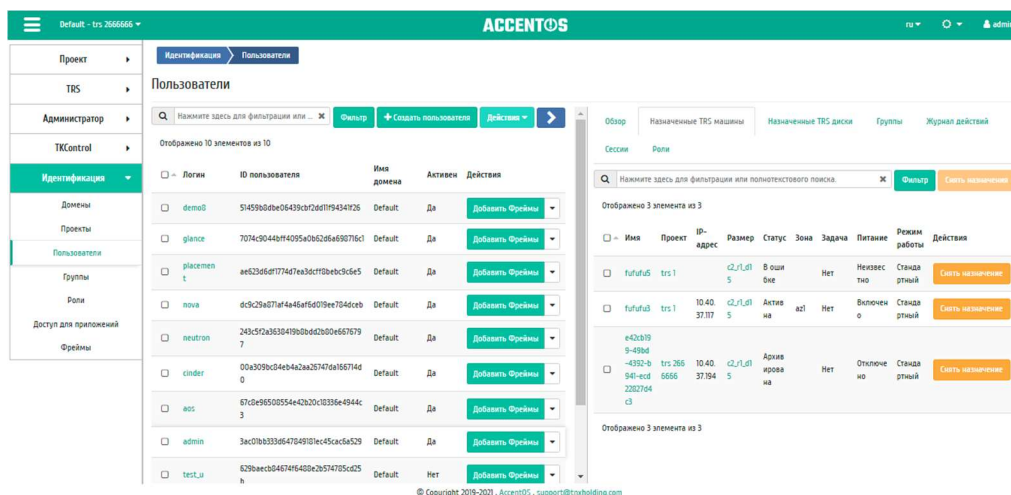 Default - trs 2666666
ACCENTOS
ru
admin
Проект
TRS
Администратор
TKControl
Идентификация
Домены
Проекты
Пользователи
Группы
Роли
Доступ для приложений
Фреймы
Идентификация Пользователи
Пользователи
Нажмите здесь для фильтрации или ... Фильтр + Создать пользователя Действия
Отображено 10 элементов из 10
Логин ID пользователя Имя домена Активен Действия
demo8 51459b8dbe06439cbf2dd11f94341f26 Default Да Добавить Фреймы
glance 7074c9044bff4095a0b62d6a698716c1 Default Да Добавить Фреймы
placement ae623d6df1774d7ea3dcff8bebc9c6e5 Default Да Добавить Фреймы
nova dc9c29a871af4a46af6d019ee784dceb Default Да Добавить Фреймы
neutron 243c5f2a3638419b8bdd2b80e6676797 Default Да Добавить Фреймы
cinder 00a309bc84eb4a2aa26747da166714d0 Default Да Добавить Фреймы
aos 67c8e96508554e42b20c18336e4944c3 Default Да Добавить Фреймы
admin 3ac01bb333d647849181ec45cac6a529 Default Да Добавить Фреймы
test_u 629baecb84674f6488e2b574785cd25 Default Нет Добавить Фреймы
Обзор Назначенные TRS машины Назначенные TRS диски Группы Журнал действий
Сессии Роли
Нажмите здесь для фильтрации или полнотекстового поиска. Фильтр Снять назначение
Отображено 3 элемента из 3
Имя Проект IP-адрес Размер Статус Зона Задача Питание Режим работы Действия
fufufu5 trs 1 c2_r1_d15 В ошибке Нет Неизвестно Стандартный Снять назначение
fufufu3 trs 1 10.40.37.117 c2_r1_d15 Активна az1 Нет Включено Стандартный Снять назначение
e42cb199-49bd-4392-b941-ecd22827d4c3 trs 2666666 10.40.37.194 c2_r1_d15 Архивирована Нет Отключено Стандартный Снять назначение
Отображено 3 элемента из 3
© Copyright 2019-2021 . AccentOS . support@tnxholding.com